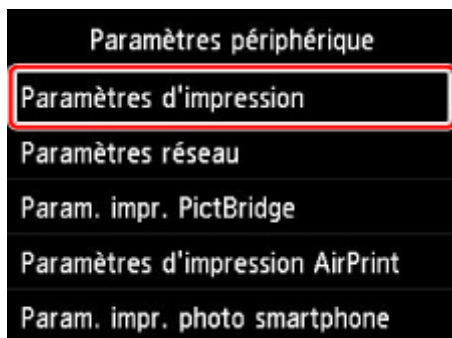 Paramètres périphérique
Paramètres d'impression
Paramètres réseau
Param. impr. PictBridge
Paramètres d'impression AirPrint
Param. impr. photo smartphone